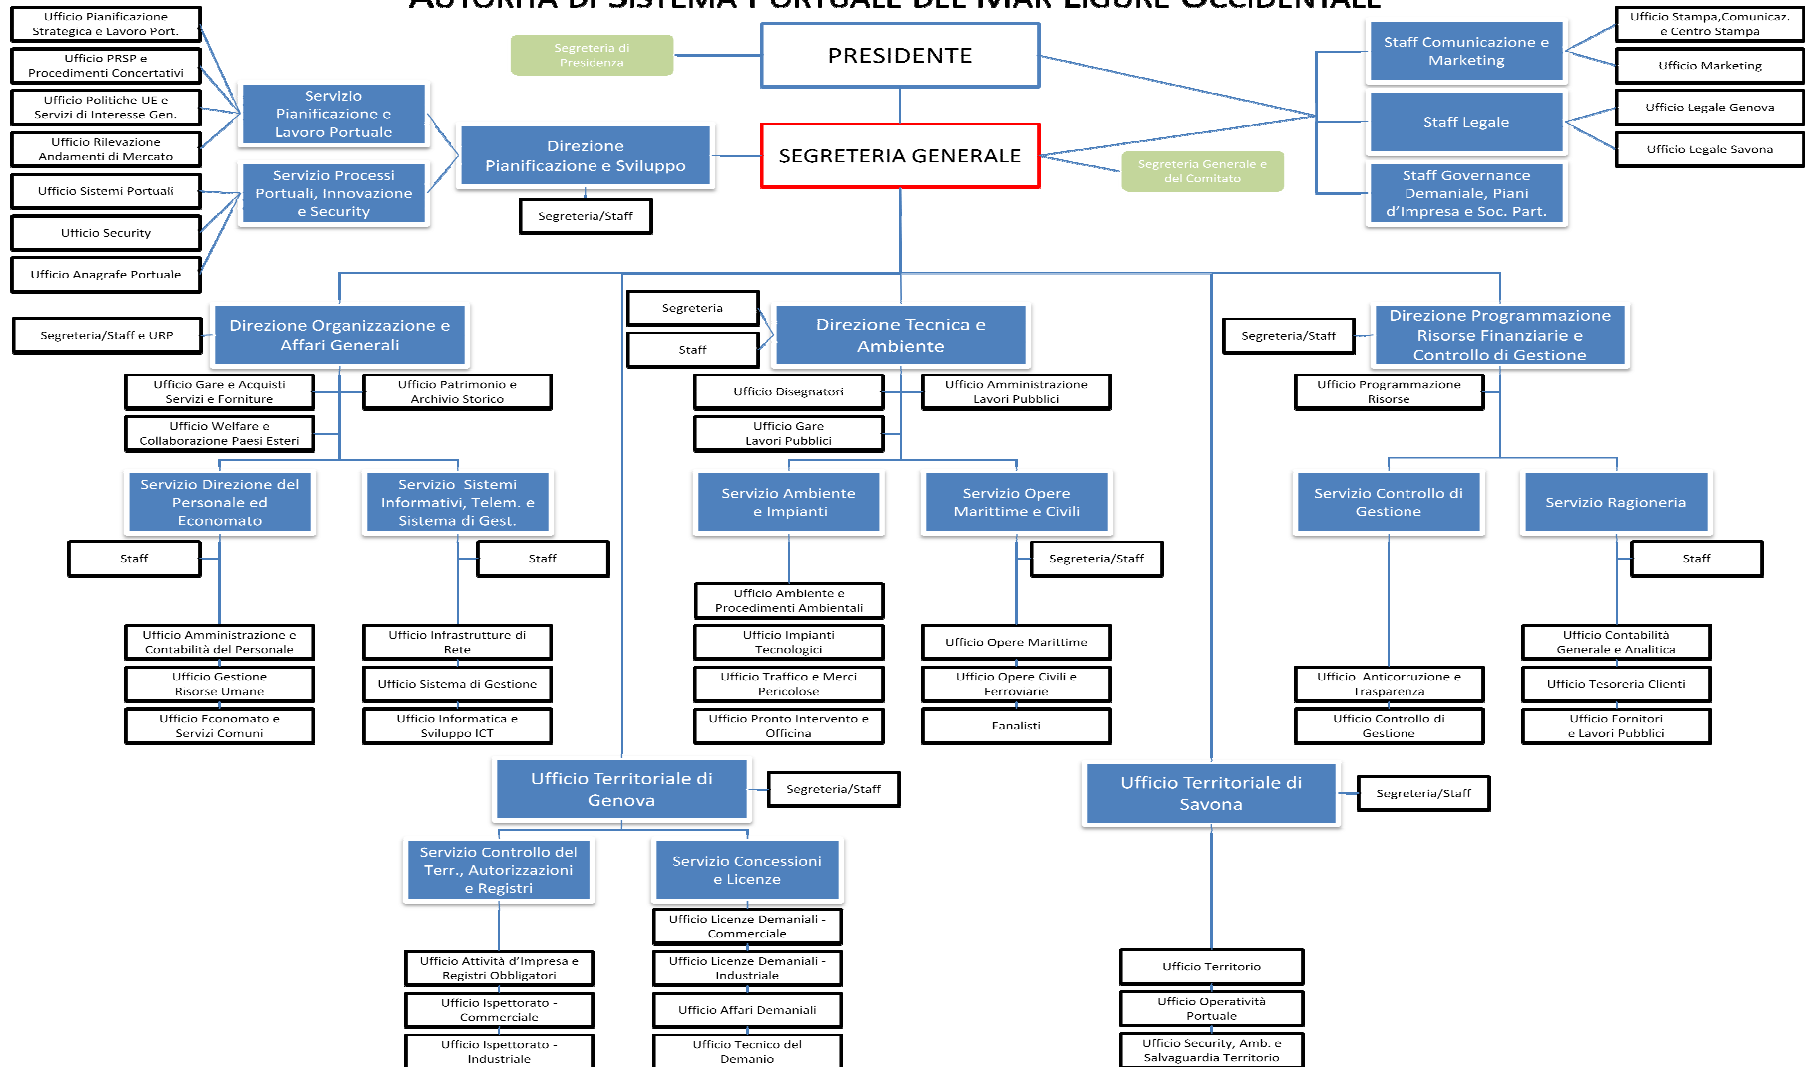 AUTORITÀ DI SISTEMA PORTUALE DEL MAR LIGURE OCCIDENTALE
PRESIDENTE
Segreteria di
Presidenza
SEGRETERIA GENERALE
Segreteria Generale e
del Comitato
Staff Comunicazione e
Marketing
Ufficio Stampa,Comunicaz.
e Centro Stampa
Ufficio Marketing
Staff Legale
Ufficio Legale Genova
Ufficio Legale Savona
Staff Governance
Demaniale, Piani
d'Impresa e Soc. Part.
Direzione
Pianificazione e Sviluppo
Segreteria/Staff
Servizio
Pianificazione e
Lavoro Portuale
Ufficio Pianificazione
Strategica e Lavoro Port.
Ufficio PRSP e
Procedimenti Concertativi
Ufficio Politiche UE e
Servizi di Interesse Gen.
Ufficio Rilevazione
Andamenti di Mercato
Servizio Processi
Portuali, Innovazione
e Security
Ufficio Sistemi Portuali
Ufficio Security
Ufficio Anagrafe Portuale
Direzione Organizzazione e
Affari Generali
Segreteria/Staff e URP
Ufficio Gare e Acquisti
Servizi e Forniture
Ufficio Patrimonio e
Archivio Storico
Ufficio Welfare e
Collaborazione Paesi Esteri
Servizio Direzione del
Personale ed
Economato
Staff
Ufficio Amministrazione e
Contabilità del Personale
Ufficio Gestione
Risorse Umane
Ufficio Economato e
Servizi Comuni
Servizio Sistemi
Informativi, Telem. e
Sistema di Gest.
Staff
Ufficio Infrastrutture di
Rete
Ufficio Sistema di Gestione
Ufficio Informatica e
Sviluppo ICT
Direzione Tecnica e
Ambiente
Segreteria
Staff
Ufficio Disegnatori
Ufficio Amministrazione
Lavori Pubblici
Ufficio Gare
Lavori Pubblici
Servizio Ambiente
e Impianti
Ufficio Ambiente e
Procedimenti Ambientali
Ufficio Impianti
Tecnologici
Ufficio Traffico e Merci
Pericolose
Ufficio Pronto Intervento e
Officina
Servizio Opere
Marittime e Civili
Segreteria/Staff
Ufficio Opere Marittime
Ufficio Opere Civili e
Ferroviarie
Fanalisti
Direzione Programmazione
Risorse Finanziarie e
Controllo di Gestione
Segreteria/Staff
Ufficio Programmazione
Risorse
Servizio Controllo di
Gestione
Ufficio Anticorruzione e
Trasparenza
Ufficio Controllo di
Gestione
Servizio Ragioneria
Staff
Ufficio Contabilità
Generale e Analitica
Ufficio Tesoreria Clienti
Ufficio Fornitori
e Lavori Pubblici
Ufficio Territoriale di
Genova
Segreteria/Staff
Servizio Controllo del
Terr., Autorizzazioni
e Registri
Ufficio Attività d'Impresa e
Registri Obbligatori
Ufficio Ispettorato -
Commerciale
Ufficio Ispettorato -
Industriale
Servizio Concessioni
e Licenze
Ufficio Licenze Demaniali -
Commerciale
Ufficio Licenze Demaniali -
Industriale
Ufficio Affari Demaniali
Ufficio Tecnico del
Demanio
Ufficio Territoriale di
Savona
Segreteria/Staff
Ufficio Territorio
Ufficio Operatività
Portuale
Ufficio Security, Amb. e
Salvaguardia Territorio